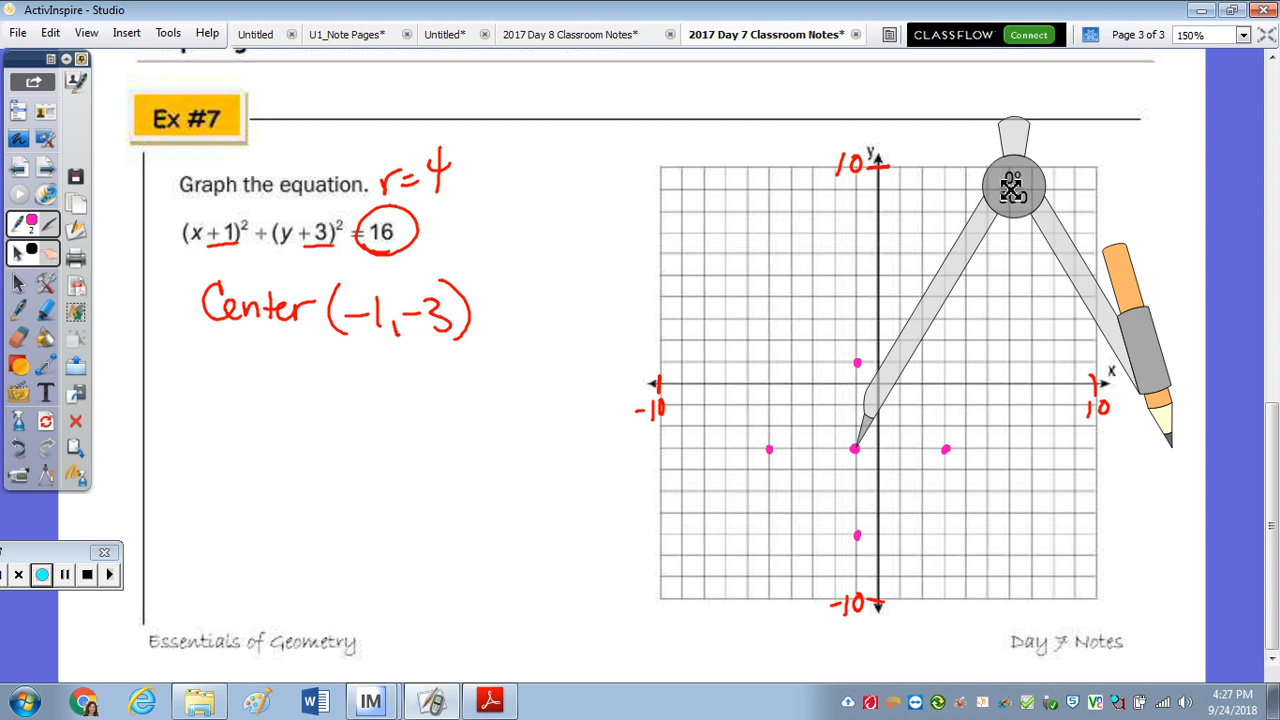 ActivInspire - Studio
File Edit View Insert Tools Help
Untitled U1_Note Pages* Untitled* 2017 Day 8 Classroom Notes* 2017 Day 7 Classroom Notes*
CLASSFLOW Connect
Page 3 of 3 150%
Ex #7
Graph the equation. r = 4
(x + 1)² + (y + 3)² = 16
Center (-1, -3)
y
10
x
-10
10
-10
2
Essentials of Geometry
Day 7 Notes
IM
4:27 PM
9/24/2018